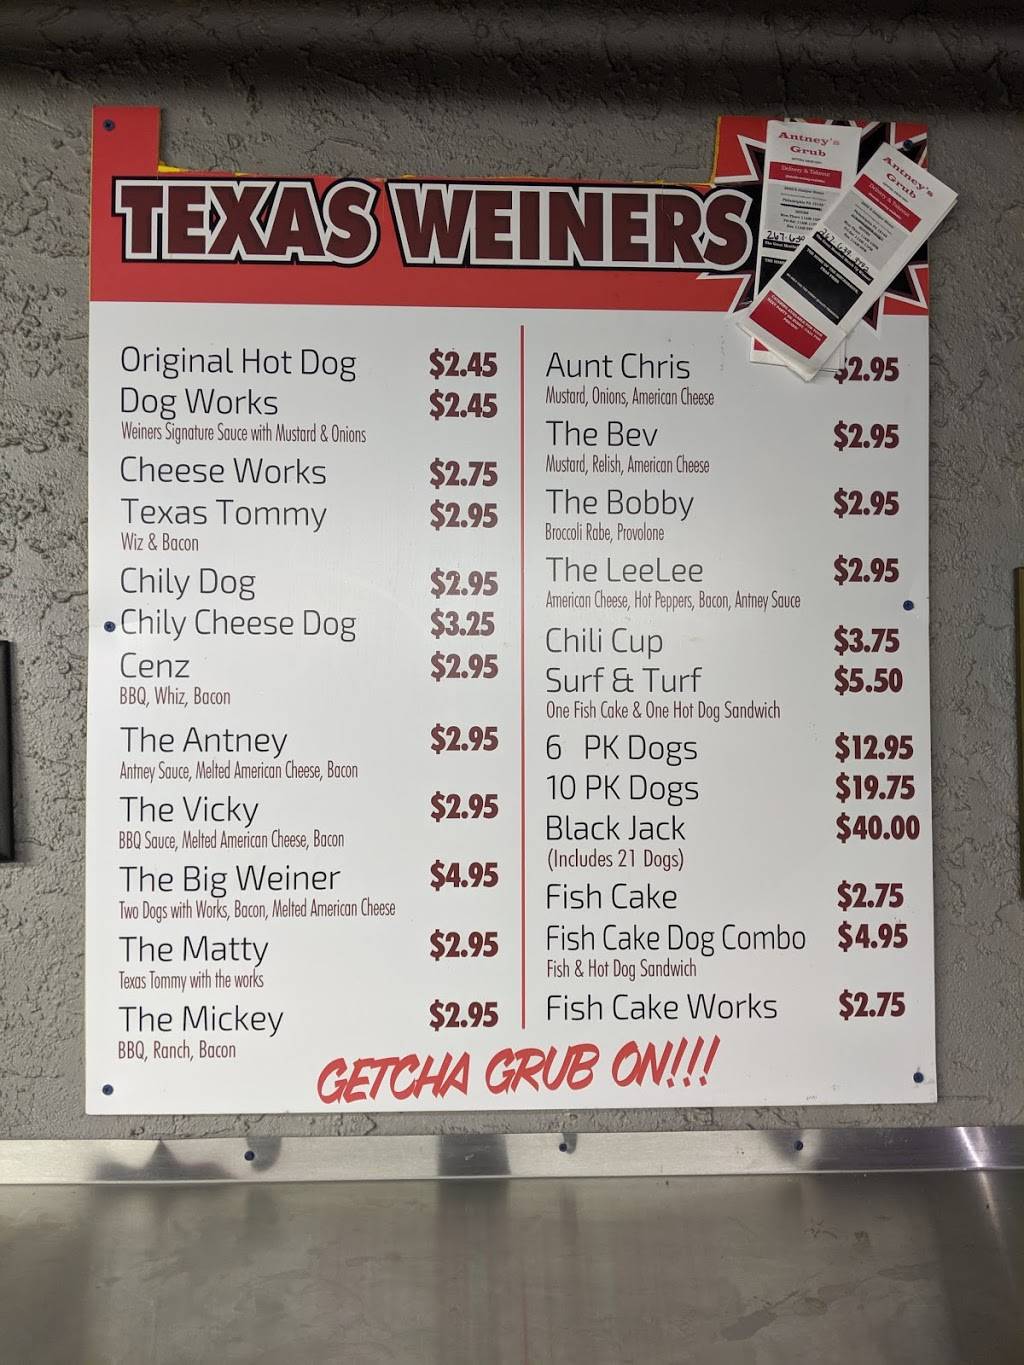 TEXAS WEINERS
Antney's
Grub
Delivery & Takeout
Antney's
Grub
Delivery & Takeout
Original Hot Dog $2.45
Dog Works $2.45
Weiners Signature Sauce with Mustard & Onions
Cheese Works $2.75
Texas Tommy $2.95
Wiz & Bacon
Chily Dog $2.95
Chily Cheese Dog $3.25
Cenz $2.95
BBQ, Whiz, Bacon
The Antney $2.95
Antney Sauce, Melted American Cheese, Bacon
The Vicky $2.95
BBQ Sauce, Melted American Cheese, Bacon
The Big Weiner $4.95
Two Dogs with Works, Bacon, Melted American Cheese
The Matty $2.95
Texas Tommy with the works
The Mickey $2.95
BBQ, Ranch, Bacon
Aunt Chris $2.95
Mustard, Onions, American Cheese
The Bev $2.95
Mustard, Relish, American Cheese
The Bobby $2.95
Broccoli Rabe, Provolone
The LeeLee $2.95
American Cheese, Hot Peppers, Bacon, Antney Sauce
Chili Cup $3.75
Surf & Turf $5.50
One Fish Cake & One Hot Dog Sandwich
6 PK Dogs $12.95
10 PK Dogs $19.75
Black Jack $40.00
(Includes 21 Dogs)
Fish Cake $2.75
Fish Cake Dog Combo $4.95
Fish & Hot Dog Sandwich
Fish Cake Works $2.75
GETCHA GRUB ON!!!